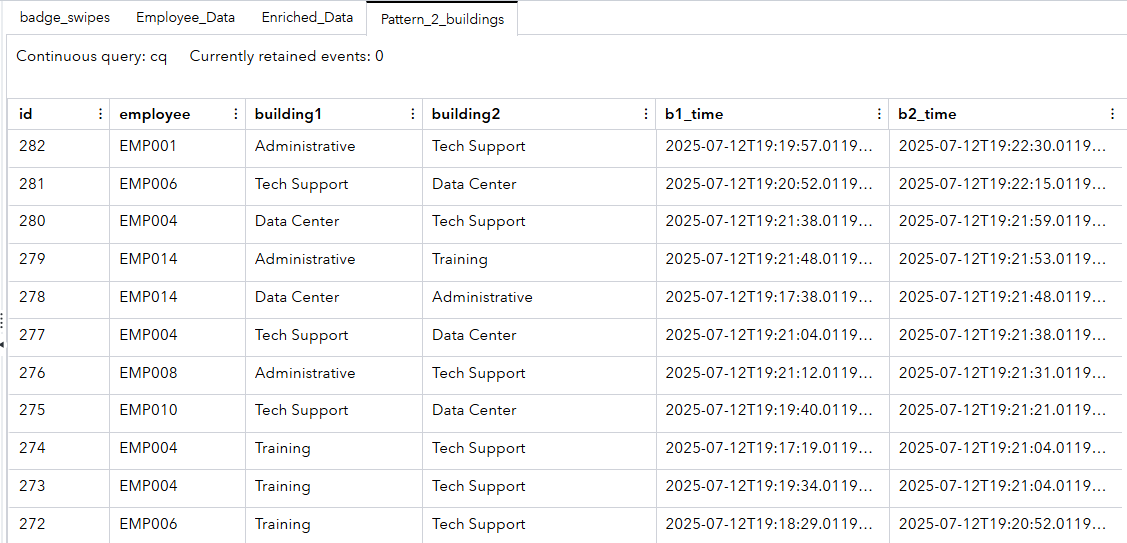 badge_swipes Employee_Data Enriched_Data Pattern_2_buildings
Continuous query: cq Currently retained events: 0
id employee building1 building2 b1_time b2_time
282 EMP001 Administrative Tech Support 2025-07-12T19:19:57.0119... 2025-07-12T19:22:30.0119...
281 EMP006 Tech Support Data Center 2025-07-12T19:20:52.0119... 2025-07-12T19:22:15.0119...
280 EMP004 Data Center Tech Support 2025-07-12T19:21:38.0119... 2025-07-12T19:21:59.0119...
279 EMP014 Administrative Training 2025-07-12T19:21:48.0119... 2025-07-12T19:21:53.0119...
278 EMP014 Data Center Administrative 2025-07-12T19:17:38.0119... 2025-07-12T19:21:48.0119...
277 EMP004 Tech Support Data Center 2025-07-12T19:21:04.0119... 2025-07-12T19:21:38.0119...
276 EMP008 Administrative Tech Support 2025-07-12T19:21:12.0119... 2025-07-12T19:21:31.0119...
275 EMP010 Tech Support Data Center 2025-07-12T19:19:40.0119... 2025-07-12T19:21:21.0119...
274 EMP004 Training Tech Support 2025-07-12T19:17:19.0119... 2025-07-12T19:21:04.0119...
273 EMP004 Training Tech Support 2025-07-12T19:19:34.0119... 2025-07-12T19:21:04.0119...
272 EMP006 Training Tech Support 2025-07-12T19:18:29.0119... 2025-07-12T19:20:52.0119...